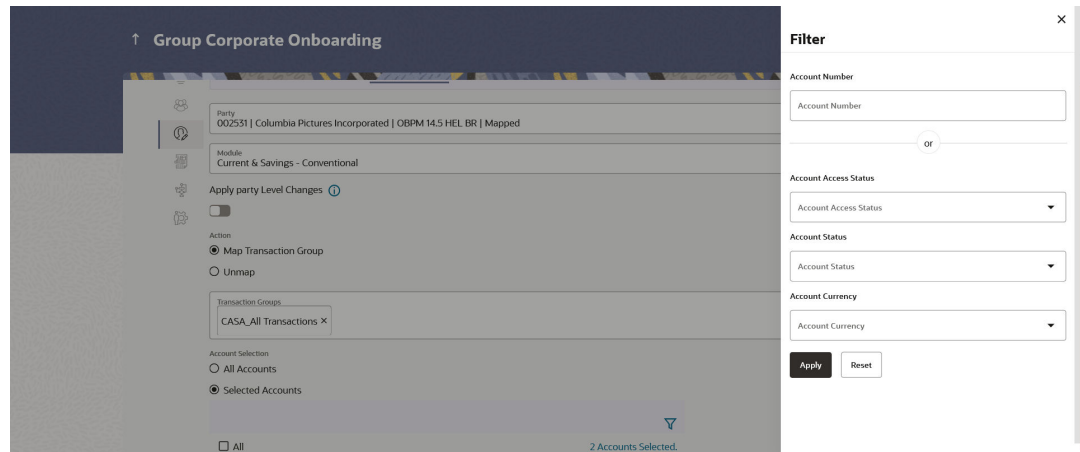 ↑ Group Corporate Onboarding
Party
002531 | Columbia Pictures Incorporated | OBPM 14.5 HEL BR | Mapped
Module
Current & Savings - Conventional
Apply party Level Changes
Action
Map Transaction Group
Unmap
Transaction Groups
CASA_All Transactions ×
Account Selection
All Accounts
Selected Accounts
All
2 Accounts Selected.
×
Filter
Account Number
Account Number
or
Account Access Status
Account Access Status
Account Status
Account Status
Account Currency
Account Currency
Apply
Reset